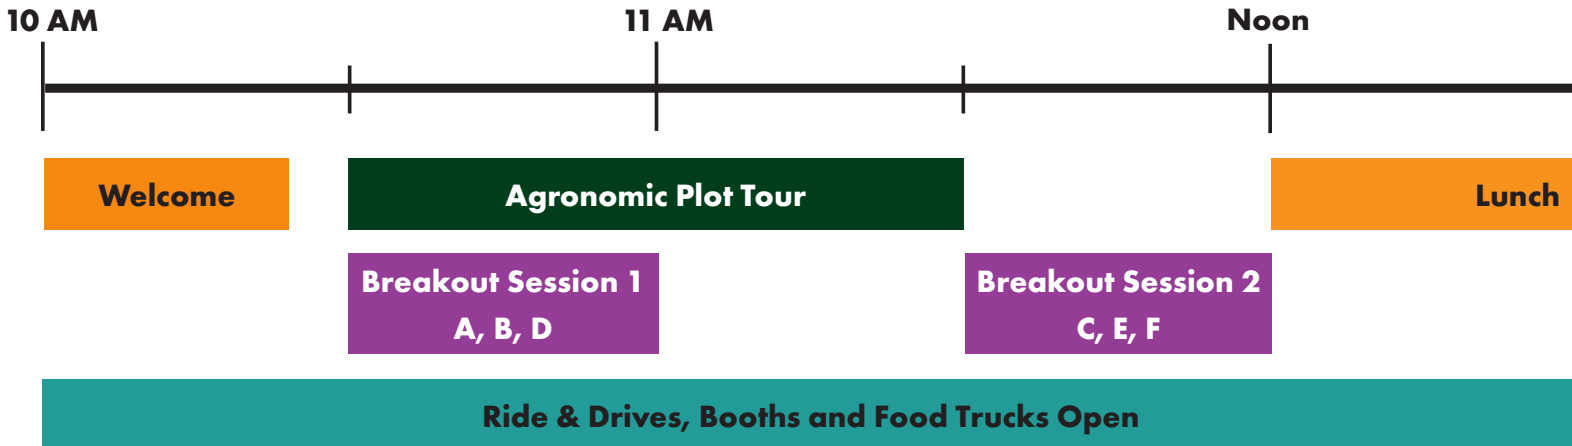 10 AM
11 AM
Noon
Welcome
Agronomic Plot Tour
Lunch
Breakout Session 1
A, B, D
Breakout Session 2
C, E, F
Ride & Drives, Booths and Food Trucks Open